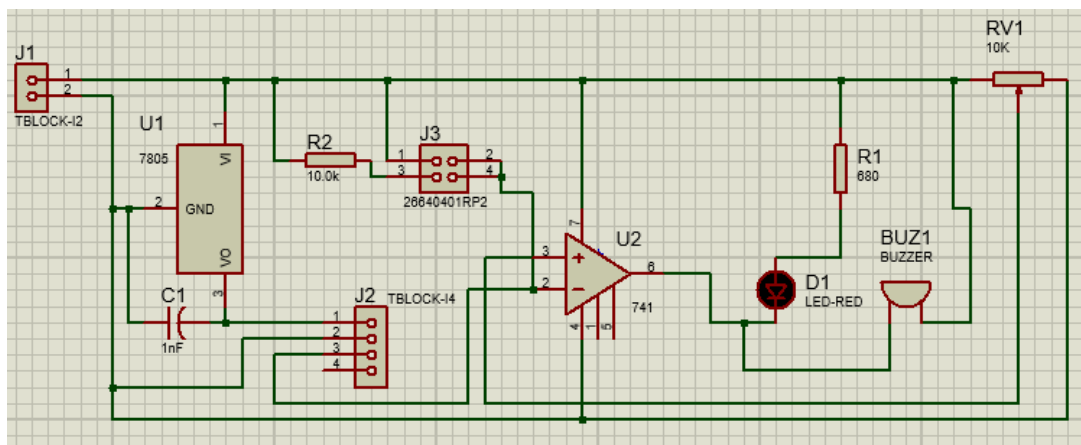 J1
1
2
TBLOCK-I2
U1
7805
1
VI
2
GND
VO
3
C1
1nF
R2
10.0k
J3
1
2
3
4
26640401RP2
J2
TBLOCK-I4
1
2
3
4
U2
7
3
2
6
4
1
5
741
R1
680
D1
LED-RED
BUZ1
BUZZER
RV1
10K